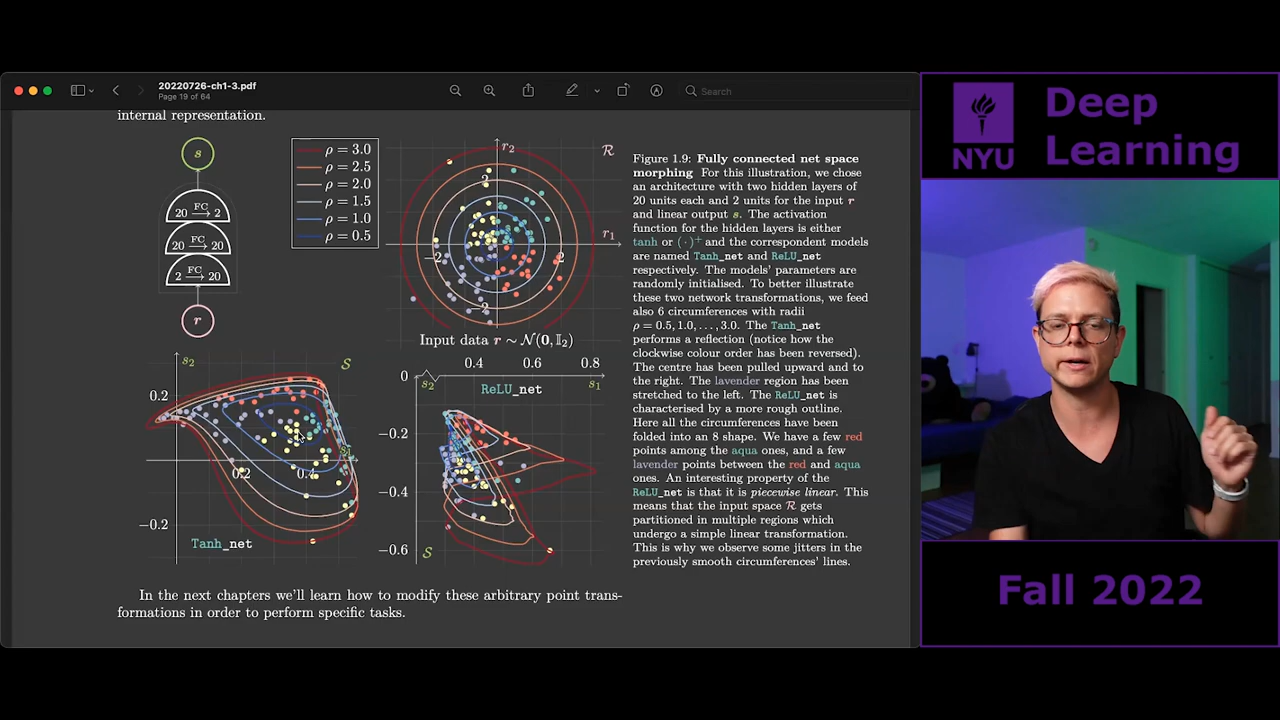 20220726-ch1-3.pdf
Page 19 of 64
Search
internal representation.
s
20 FC→ 2
20 FC→ 20
2 FC→ 20
r
ρ = 3.0
ρ = 2.5
ρ = 2.0
ρ = 1.5
ρ = 1.0
ρ = 0.5
r₂
ℛ
2
r₁
−2
2
2
Input data r ∼ 𝒩(0, 𝕀₂)
s₂
𝒮
0.2
0.2
0.4
s₁
−0.2
Tanh_net
0.4
0.6
0.8
0
s₂
s₁
ReLU_net
−0.2
−0.4
−0.6
𝒮
Figure 1.9: Fully connected net space
morphing For this illustration, we chose
an architecture with two hidden layers of
20 units each and 2 units for the input r
and linear output s. The activation
function for the hidden layers is either
tanh or (·)⁺ and the correspondent models
are named Tanh_net and ReLU_net
respectively. The models' parameters are
randomly initialised. To better illustrate
these two network transformations, we feed
also 6 circumferences with radii
ρ = 0.5, 1.0, . . . , 3.0. The Tanh_net
performs a reflection (notice how the
clockwise colour order has been reversed).
The centre has been pulled upward and to
the right. The lavender region has been
stretched to the left. The ReLU_net is
characterised by a more rough outline.
Here all the circumferences have been
folded into an 8 shape. We have a few red
points among the aqua ones, and a few
lavender points between the red and aqua
ones. An interesting property of the
ReLU_net is that it is piecewise linear. This
means that the input space ℛ gets
partitioned in multiple regions which
undergo a simple linear transformation.
This is why we observe some jitters in the
previously smooth circumferences' lines.
In the next chapters we'll learn how to modify these arbitrary point trans-
formations in order to perform specific tasks.
NYU
Deep
Learning
Fall 2022